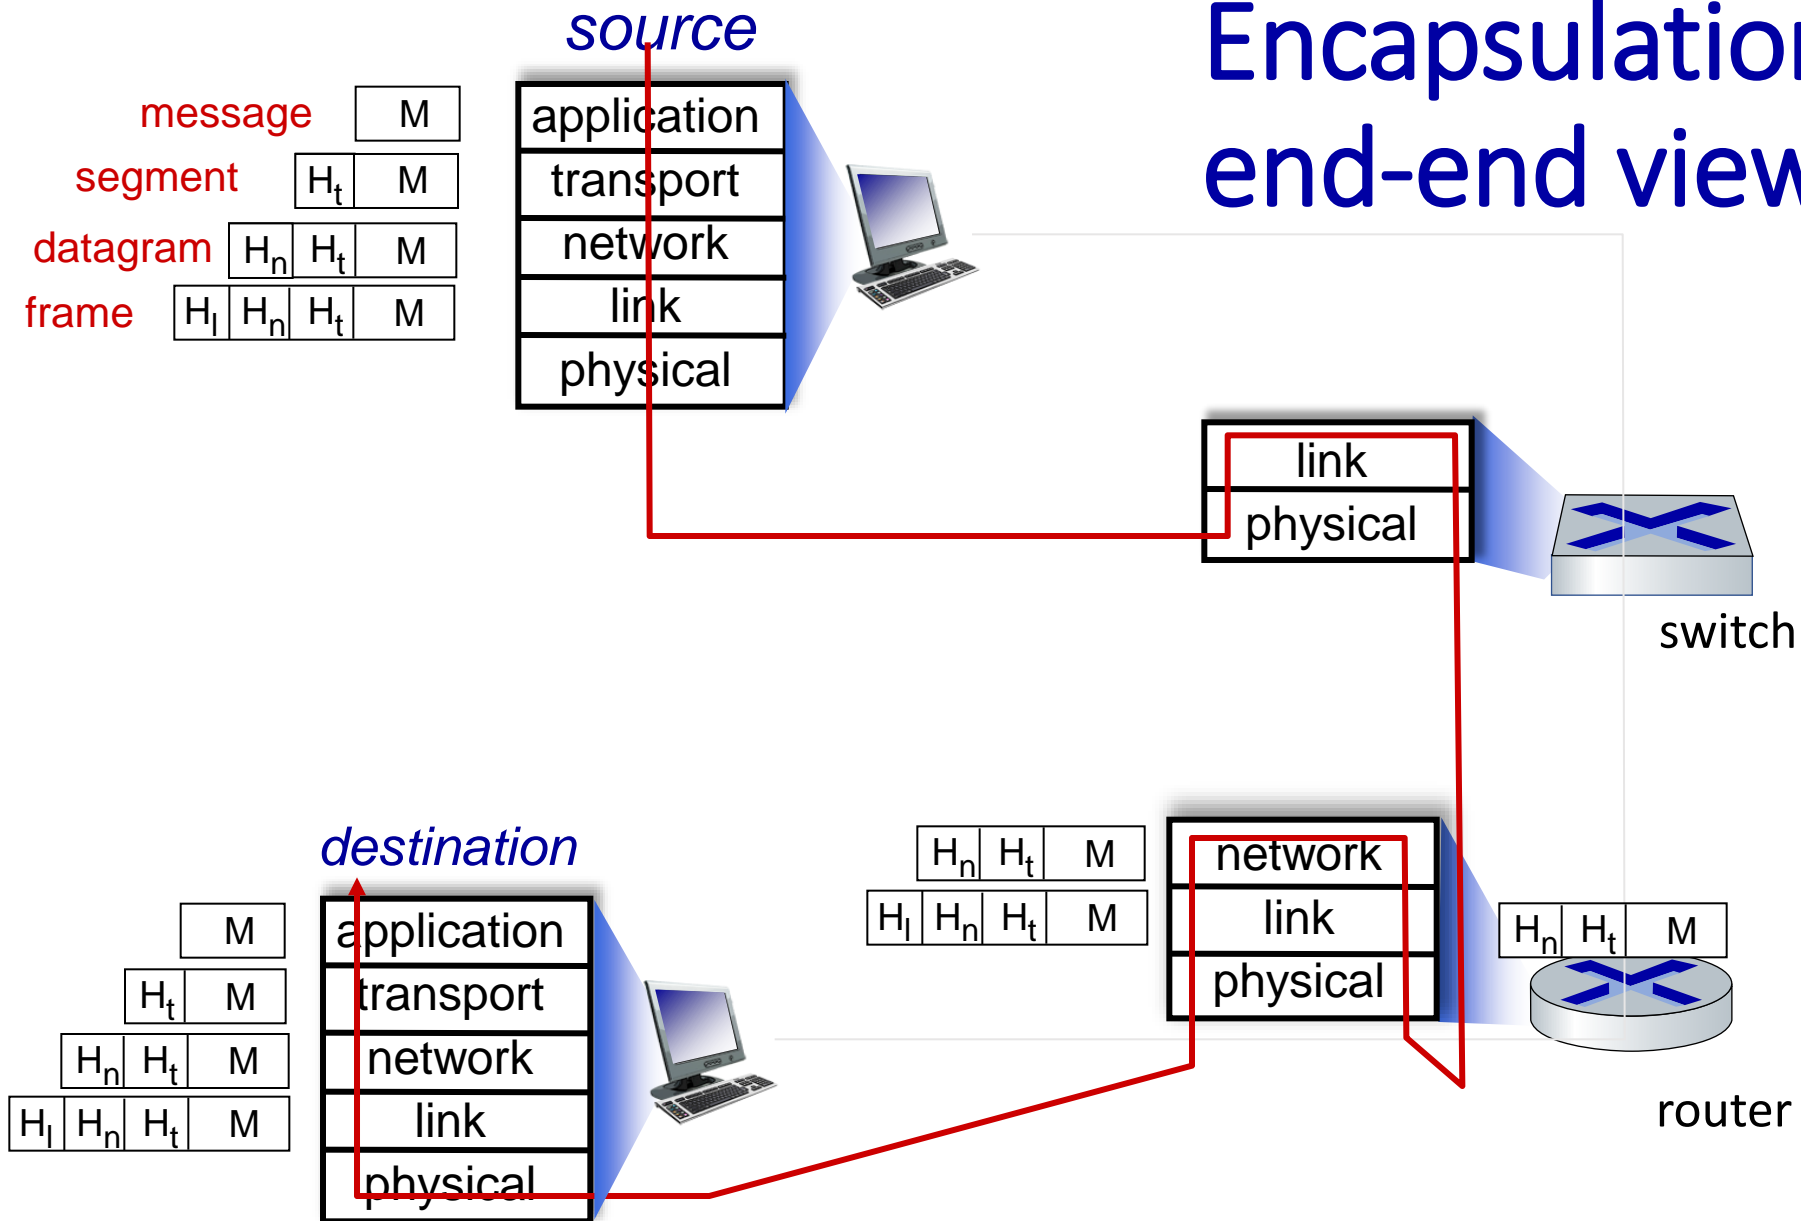 source
Encapsulation
end-end view
message M
segment Ht M
datagram Hn Ht M
frame Hl Hn Ht M
application
transport
network
link
physical
link
physical
switch
destination
M
Ht M
Hn Ht M
Hl Hn Ht M
application
transport
network
link
physical
Hn Ht M
Hl Hn Ht M
network
link
physical
Hn Ht M
router